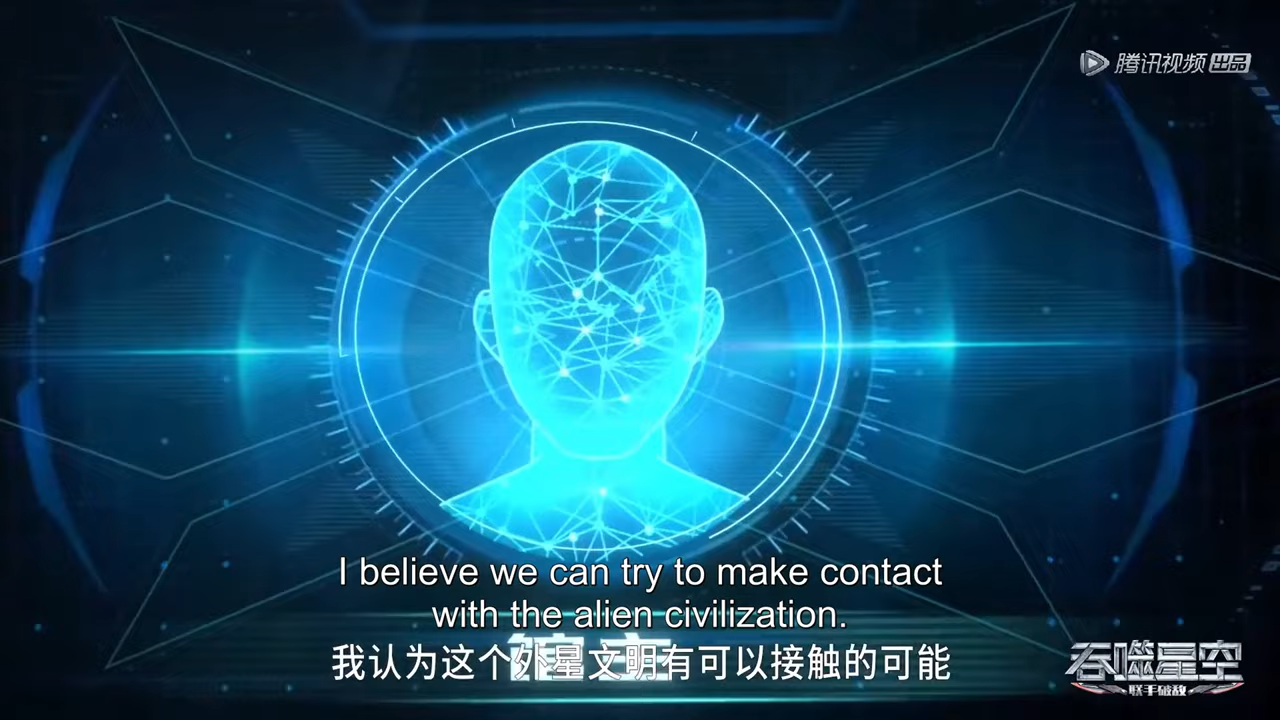 腾讯视频 出品
I believe we can try to make contact
with the alien civilization.
我认为这个外星文明有可以接触的可能
吞噬星空
联手破敌